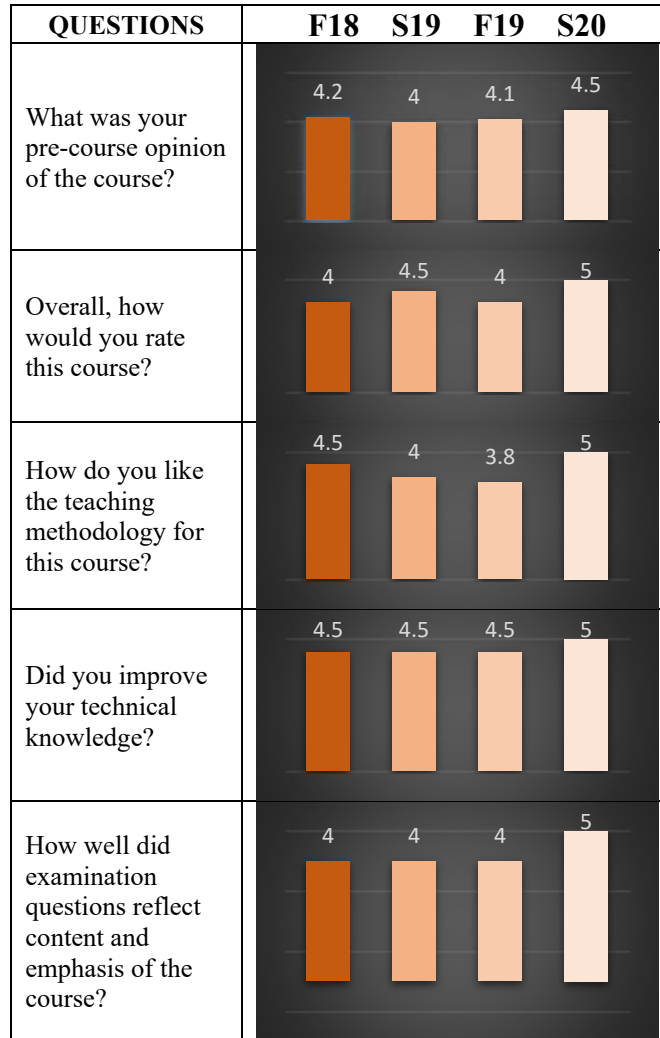 QUESTIONS F18 S19 F19 S20
What was your
pre-course opinion
of the course?
4.2 4 4.1 4.5
Overall, how
would you rate
this course?
4 4.5 4 5
How do you like
the teaching
methodology for
this course?
4.5 4 3.8 5
Did you improve
your technical
knowledge?
4.5 4.5 4.5 5
How well did
examination
questions reflect
content and
emphasis of the
course?
4 4 4 5